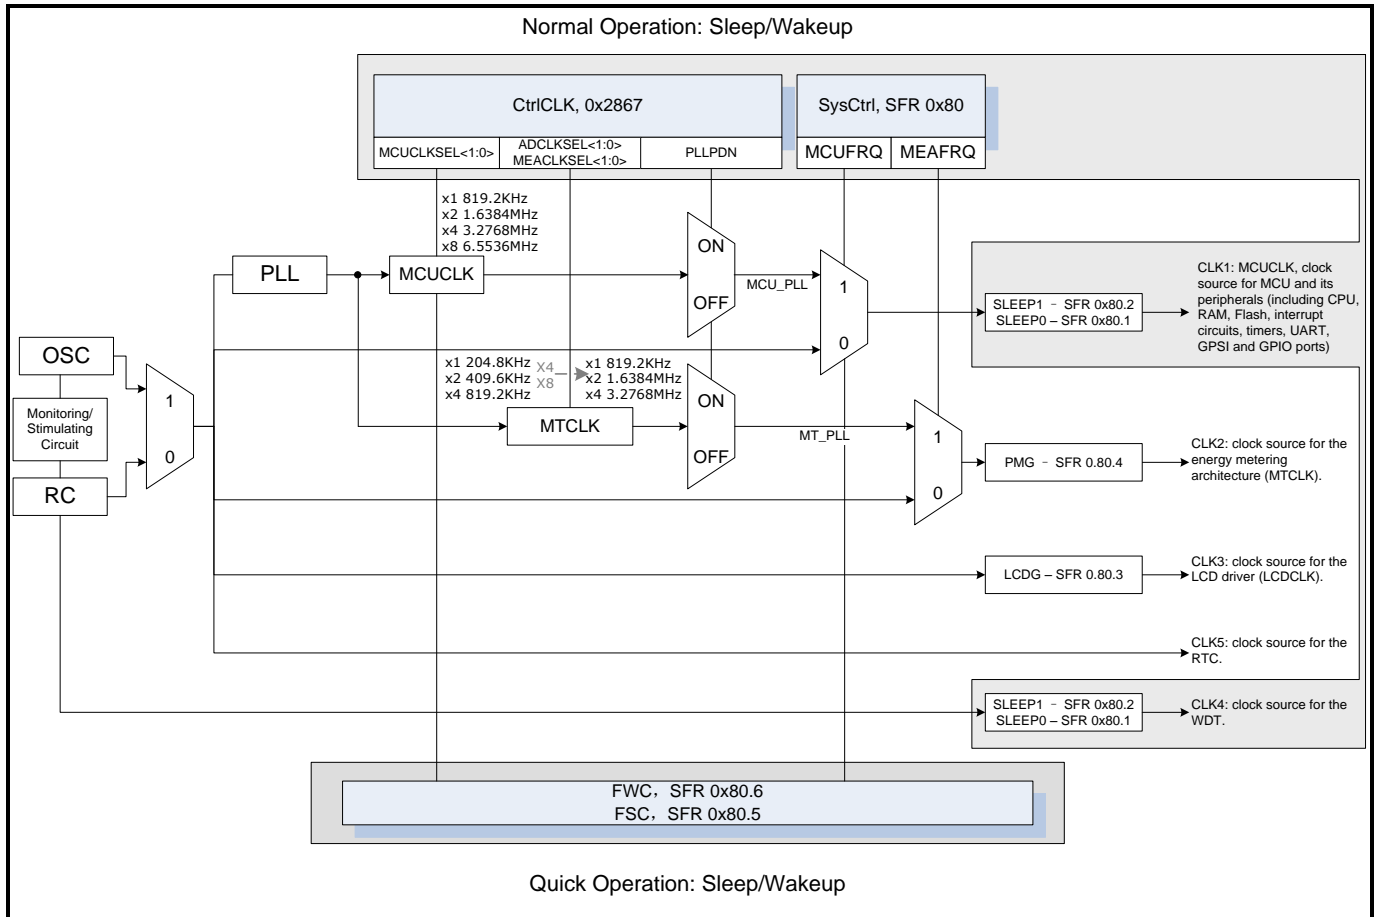 Normal Operation: Sleep/Wakeup
CtrlCLK, 0x2867
SysCtrl, SFR 0x80
MCUCLKSEL<1:0>
ADCLKSEL<1:0>
MEACLKSEL<1:0>
PLLPDN
MCUFRQ
MEAFRQ
x1 819.2KHz
x2 1.6384MHz
x4 3.2768MHz
x8 6.5536MHz
PLL
MCUCLK
ON
OFF
MCU_PLL
1
0
SLEEP1 - SFR 0x80.2
SLEEP0 – SFR 0x80.1
CLK1: MCUCLK, clock
source for MCU and its
peripherals (including CPU,
RAM, Flash, interrupt
circuits, timers, UART,
GPSI and GPIO ports)
OSC
Monitoring/
Stimulating
Circuit
RC
1
0
x1 204.8KHz
x2 409.6KHz
x4 819.2KHz
X4
X8
x1 819.2KHz
x2 1.6384MHz
x4 3.2768MHz
MTCLK
ON
OFF
MT_PLL
1
0
PMG - SFR 0.80.4
CLK2: clock source for the
energy metering
architecture (MTCLK).
LCDG – SFR 0.80.3
CLK3: clock source for the
LCD driver (LCDCLK).
CLK5: clock source for the
RTC.
SLEEP1 - SFR 0x80.2
SLEEP0 – SFR 0x80.1
CLK4: clock source for the
WDT.
FWC，SFR 0x80.6
FSC，SFR 0x80.5
Quick Operation: Sleep/Wakeup